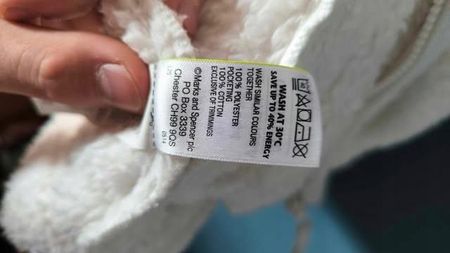 WASH AT 30°C
SAVE UP TO 40% ENERGY
WASH SIMILAR COLOURS
TOGETHER
100% POLYESTER
POCKETING
100% COTTON
EXCLUSIVE OF TRIMMINGS
©Marks and Spencer plc
PO Box 3339
Chester CH99 9QS